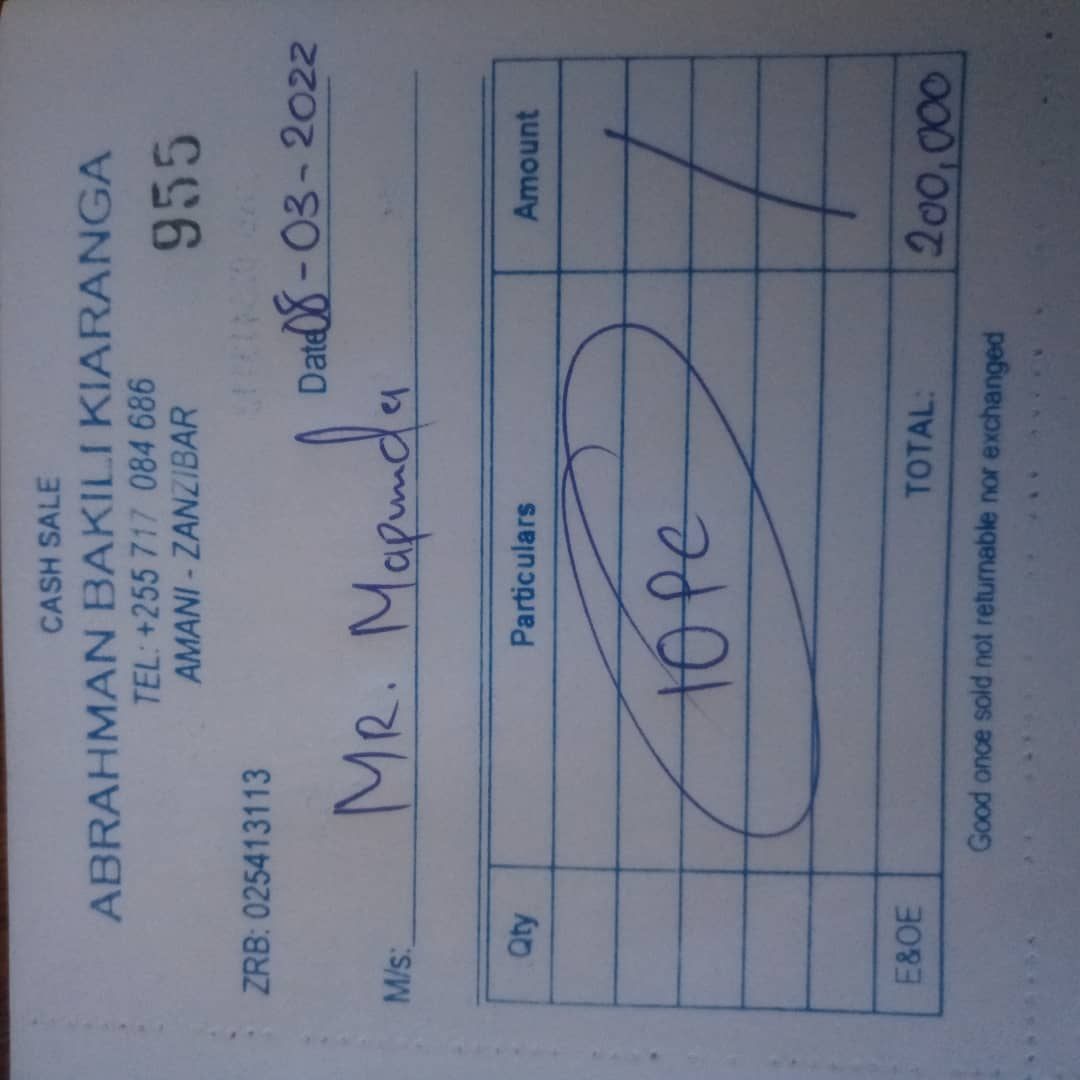 CASH SALE
ABRAHMAN BAKILI KIARANGA
TEL: +255 717 084 686
AMANI - ZANZIBAR
955
ZRB: 025413113
Date 08-03-2022
M/s: MR. Mapunda
Qty Particulars Amount
10 PC
E&OE TOTAL: 200,000
Good once sold not returnable nor exchanged